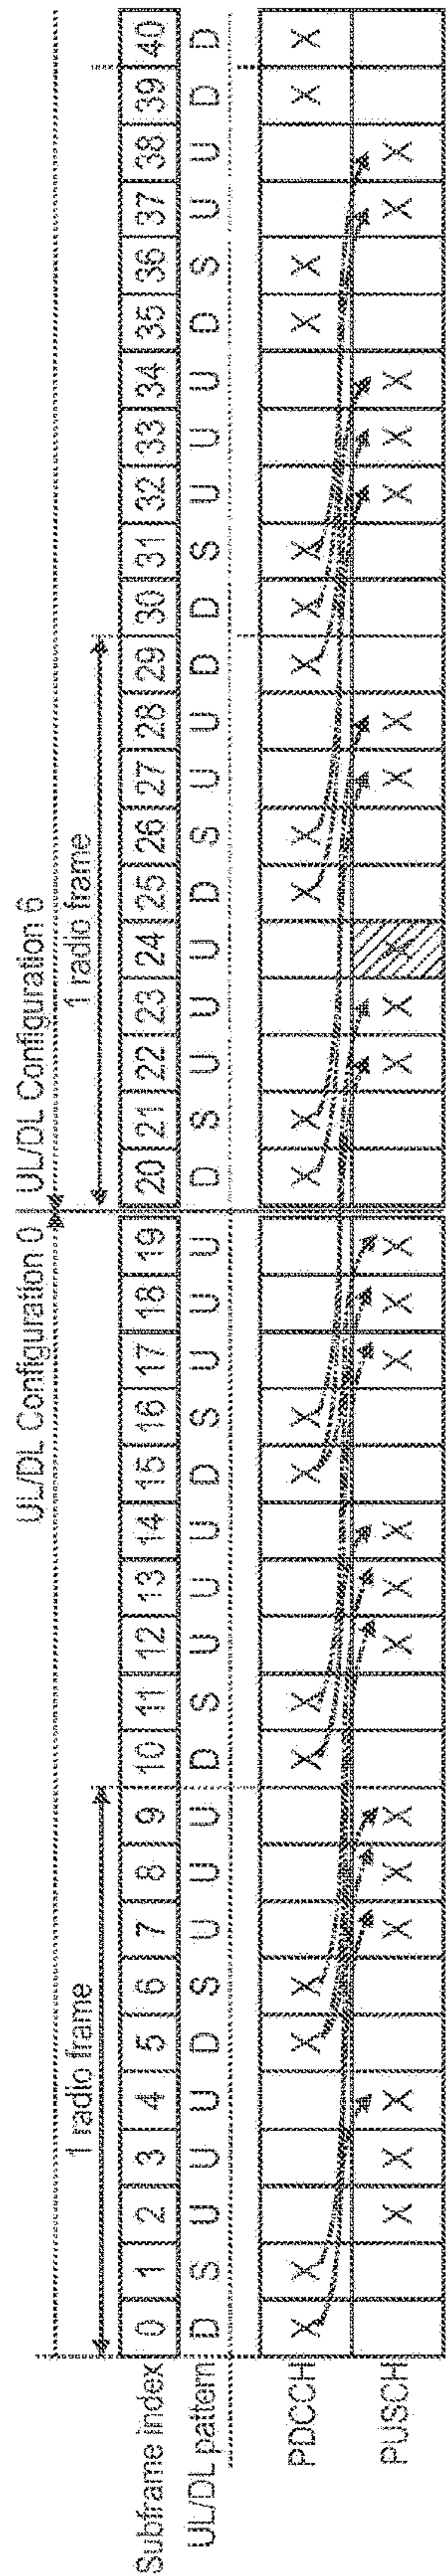 UL/DL Configuration 0 UL/DL Configuration 6
1 radio frame 1 radio frame
Subframe index 0 1 2 3 4 5 6 7 8 9 10 11 12 13 14 15 16 17 18 19 20 21 22 23 24 25 26 27 28 29 30 31 32 33 34 35 36 37 38 39 40
UL/DL pattern D S U U U D S U U U D S U U U D S U U U D S U U U D S U U D D S U U U D S U U D D
PDCCH X X X X X X X X X X X X X X X X X X X
PUSCH X X X X X X X X X X X X X X X X X X X X X X